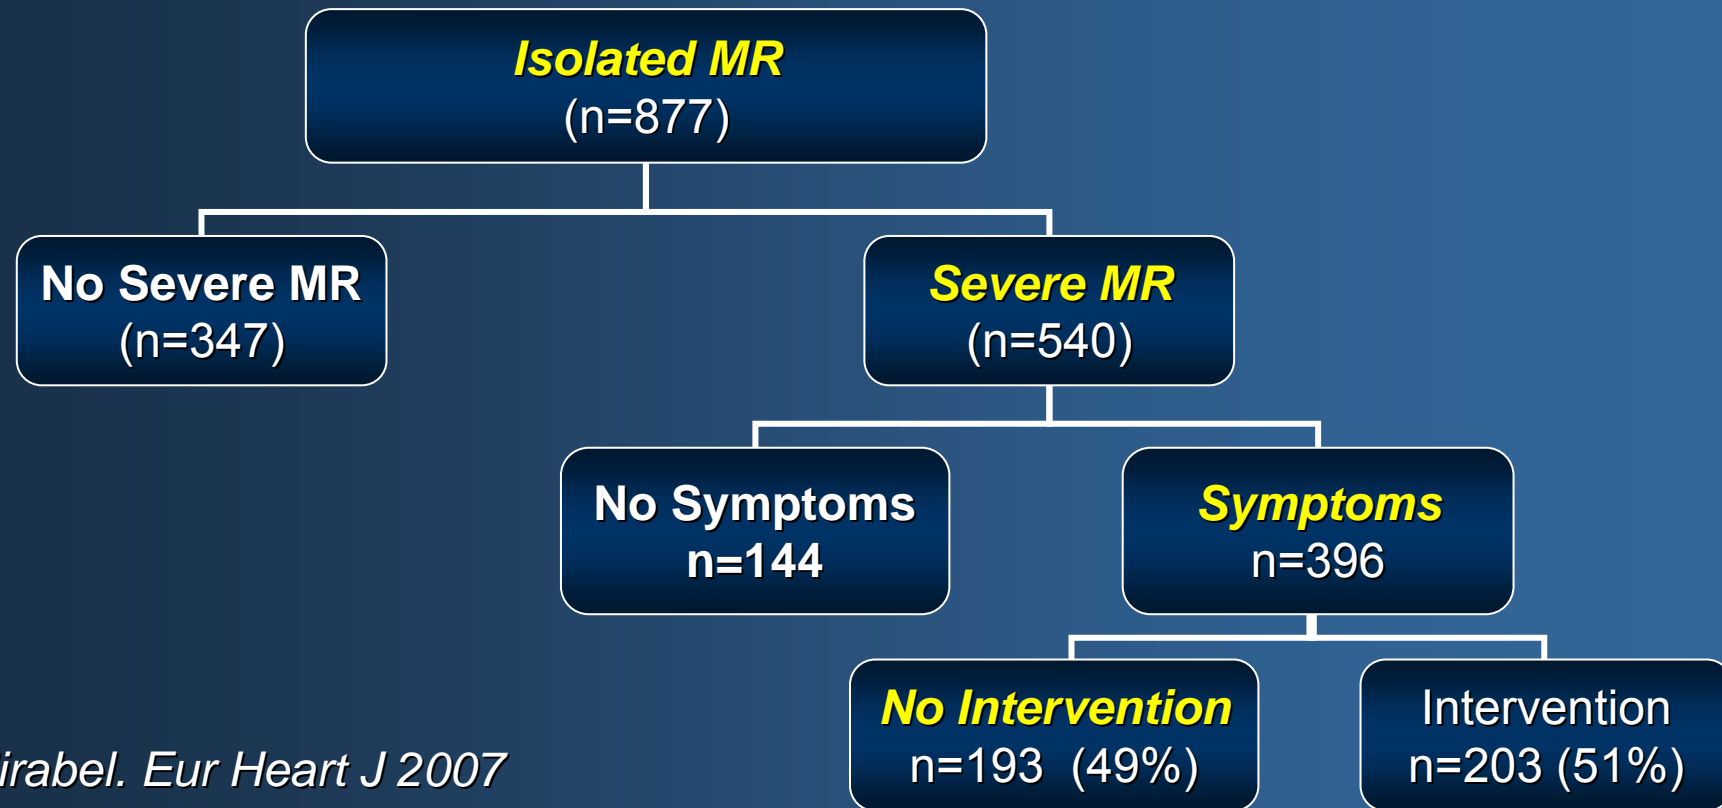 Isolated MR
(n=877)
No Severe MR
(n=347)
Severe MR
(n=540)
No Symptoms
n=144
Symptoms
n=396
No Intervention
n=193 (49%)
Intervention
n=203 (51%)
irabel. Eur Heart J 2007